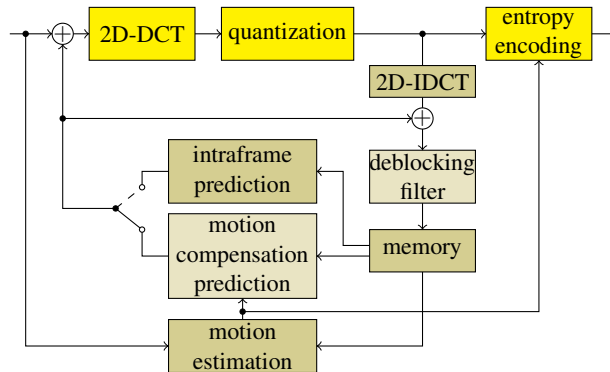 2D-DCT
quantization
entropy
encoding
2D-IDCT
deblocking
filter
intraframe
prediction
motion
compensation
prediction
memory
motion
estimation